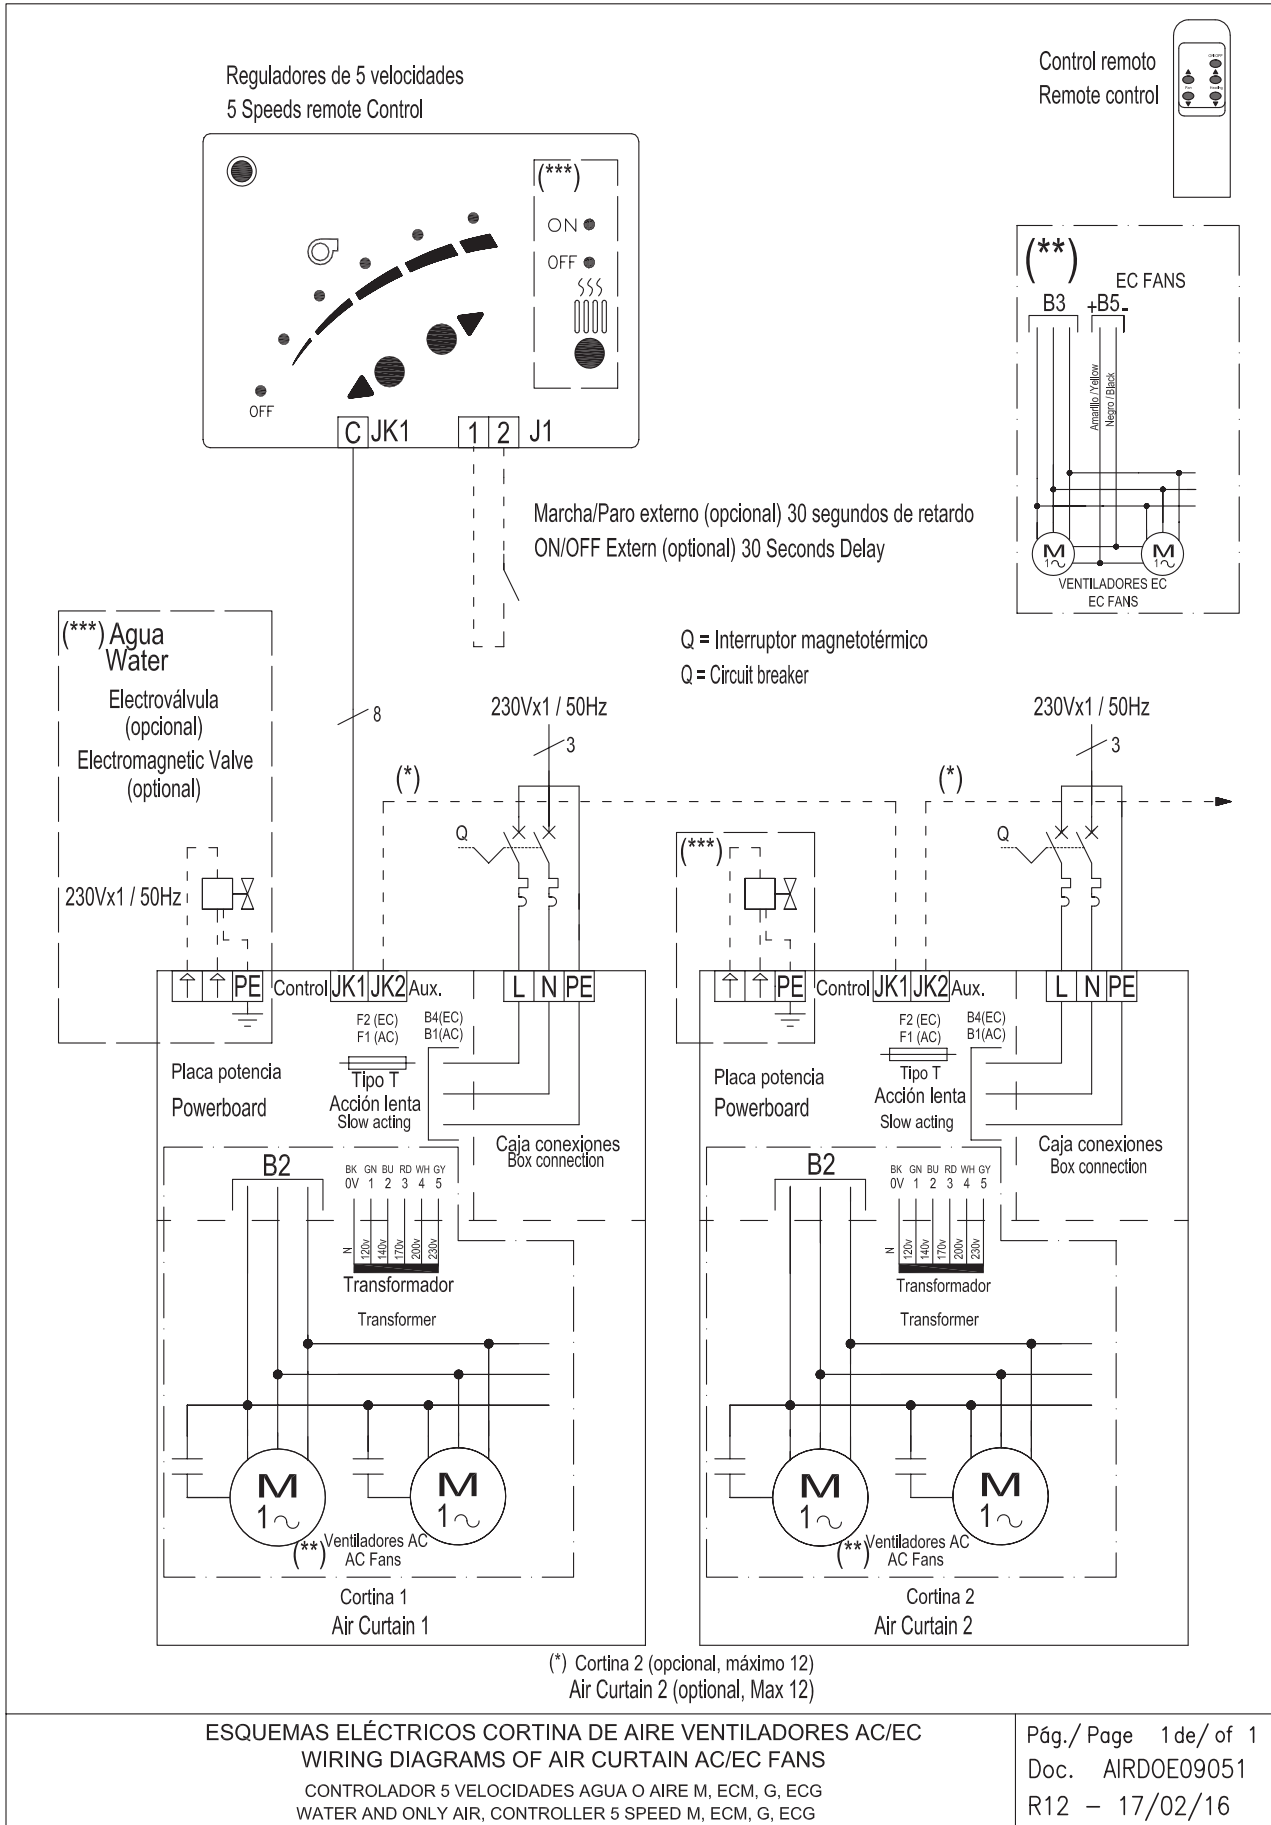 Reguladores de 5 velocidades
5 Speeds remote Control
Control remoto
Remote control
ON/OFF
Fan
Heating
(***)
ON
OFF
OFF
C JK1
1 2 J1
(**)
EC FANS
B3 +B5-
Amarillo/Yellow
Negro/Black
M
1~
M
1~
VENTILADORES EC
EC FANS
Marcha/Paro externo (opcional) 30 segundos de retardo
ON/OFF Extern (optional) 30 Seconds Delay
Q = Interruptor magnetotérmico
Q = Circuit breaker
(***) Agua
Water
Electroválvula
(opcional)
Electromagnetic Valve
(optional)
230Vx1 / 50Hz
8
230Vx1 / 50Hz
3
(*)
Q
230Vx1 / 50Hz
3
(*)
Q
(***)
PE Control JK1 JK2 Aux. L N PE
F2 (EC)
F1 (AC)
B4(EC)
B1(AC)
Tipo T
Acción lenta
Slow acting
Placa potencia
Powerboard
Caja conexiones
Box connection
B2
BK GN BU RD WH GY
0V 1 2 3 4 5
N 120v 140v 170v 200v 230v
Transformador
Transformer
M
1~
M
1~
(**) Ventiladores AC
AC Fans
Cortina 1
Air Curtain 1
PE Control JK1 JK2 Aux. L N PE
F2 (EC)
F1 (AC)
B4(EC)
B1(AC)
Tipo T
Acción lenta
Slow acting
Placa potencia
Powerboard
Caja conexiones
Box connection
B2
BK GN BU RD WH GY
0V 1 2 3 4 5
N 120v 140v 170v 200v 230v
Transformador
Transformer
M
1~
M
1~
(**) Ventiladores AC
AC Fans
Cortina 2
Air Curtain 2
(*) Cortina 2 (opcional, máximo 12)
Air Curtain 2 (optional, Max 12)
ESQUEMAS ELÉCTRICOS CORTINA DE AIRE VENTILADORES AC/EC
WIRING DIAGRAMS OF AIR CURTAIN AC/EC FANS
CONTROLADOR 5 VELOCIDADES AGUA O AIRE M, ECM, G, ECG
WATER AND ONLY AIR, CONTROLLER 5 SPEED M, ECM, G, ECG
Pág./ Page 1 de/ of 1
Doc. AIRDOE09051
R12 – 17/02/16